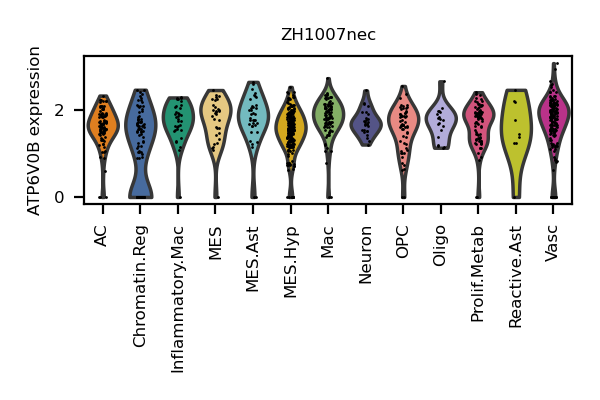 ZH1007nec
ATP6V0B expression
2
0
AC
Chromatin.Reg
Inflammatory.Mac
MES
MES.Ast
MES.Hyp
Mac
Neuron
OPC
Oligo
Prolif.Metab
Reactive.Ast
Vasc